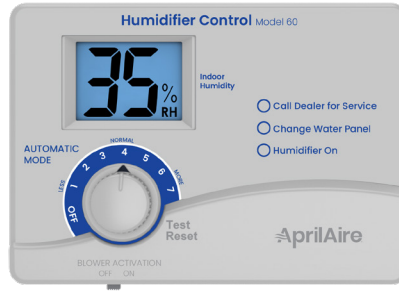 Humidifier Control Model 60
35% RH
Indoor
Humidity
Call Dealer for Service
Change Water Panel
Humidifier On
AUTOMATIC
MODE
LESS NORMAL MORE
OFF 1 2 3 4 5 6 7
Test
Reset
AprilAire
BLOWER ACTIVATION
OFF ON